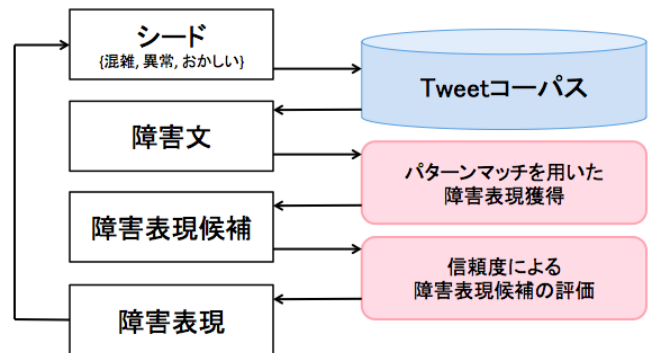 シード
{混雑, 異常, おかしい}
Tweetコーパス
障害文
パターンマッチを用いた
障害表現獲得
障害表現候補
信頼度による
障害表現候補の評価
障害表現